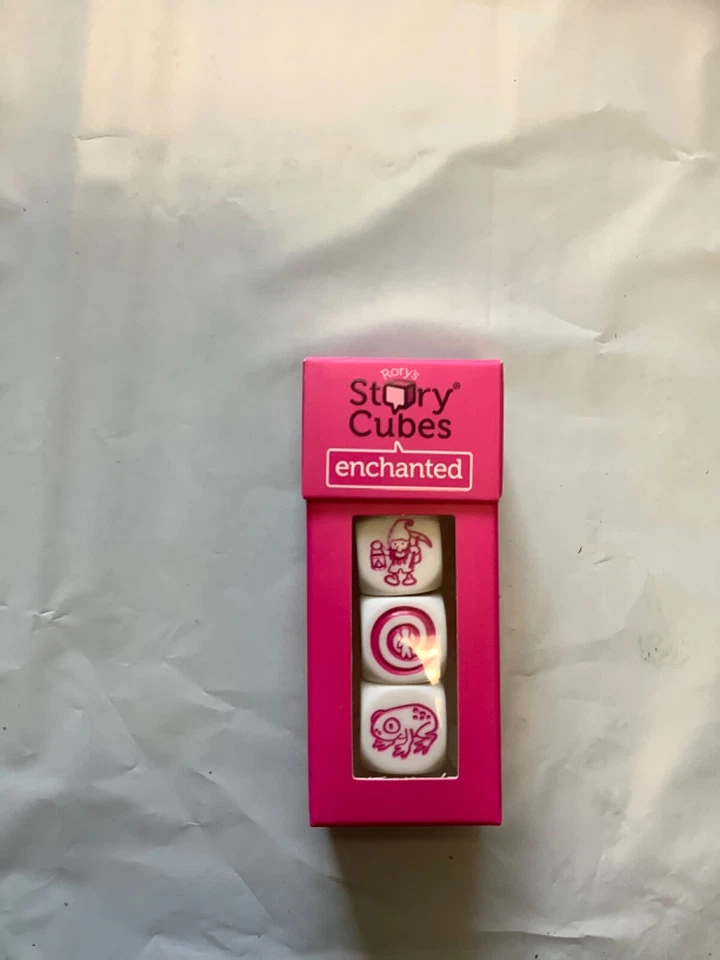 Rory's
Story®
Cubes
enchanted